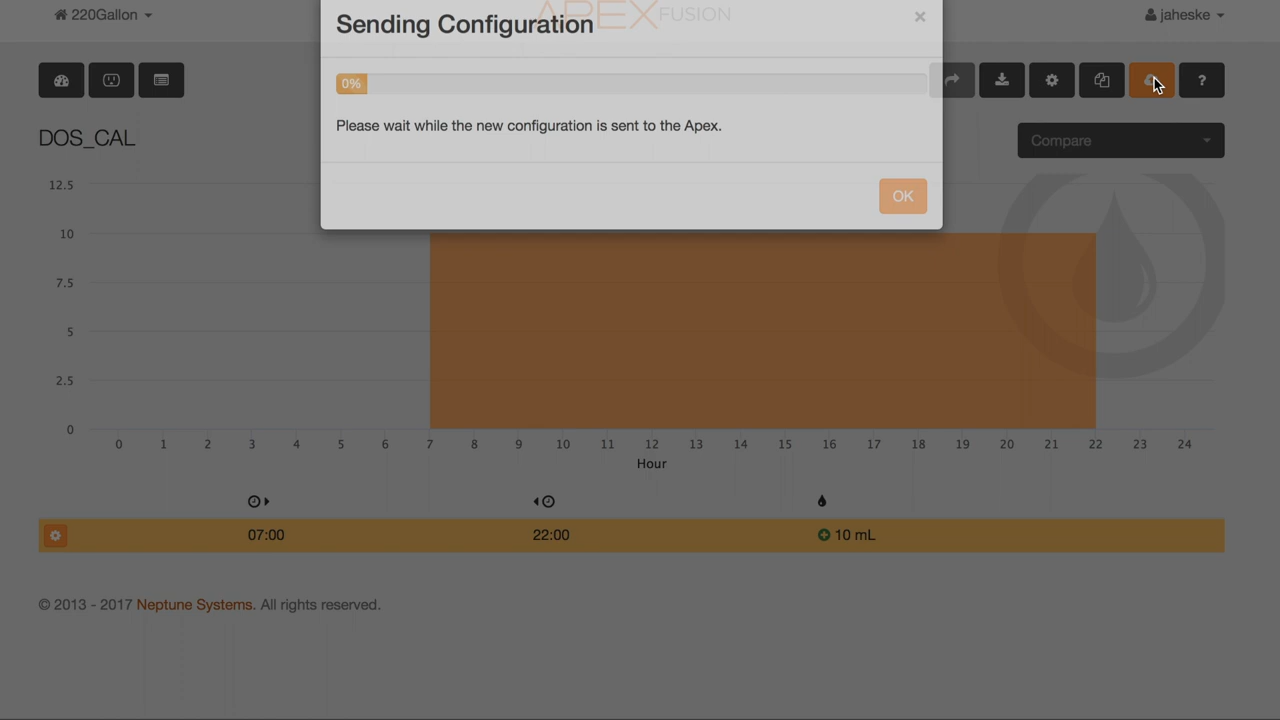 220Gallon
APEX FUSION
jaheske
Sending Configuration
×
0%
?
Please wait while the new configuration is sent to the Apex.
OK
DOS_CAL
Compare
12.5
10
7.5
5
2.5
0
0 1 2 3 4 5 6 7 8 9 10 11 12 13 14 15 16 17 18 19 20 21 22 23 24
Hour
07:00 22:00 10 mL
© 2013 - 2017 Neptune Systems. All rights reserved.